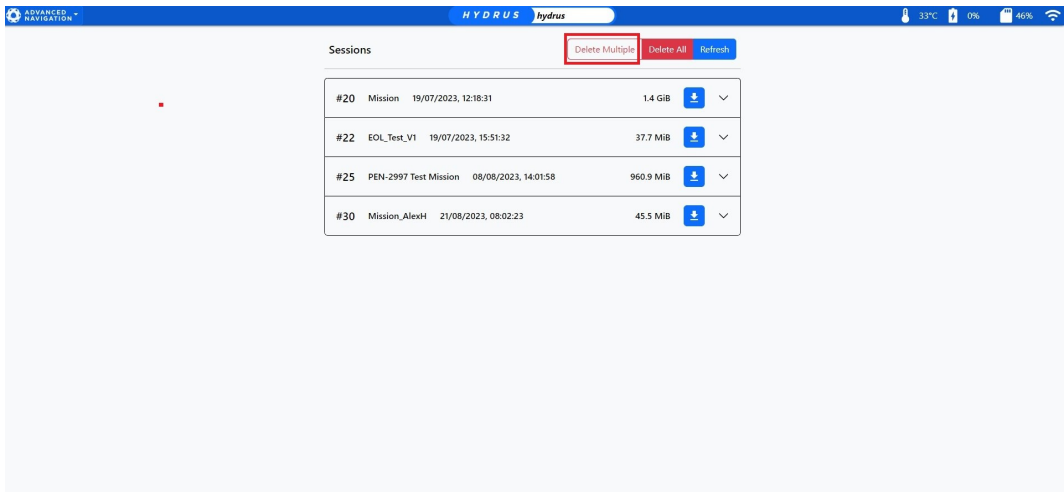 ADVANCED NAVIGATION HYDRUS hydrus 33°C 0% 46%
Sessions Delete Multiple Delete All Refresh
#20 Mission 19/07/2023, 12:18:31 1.4 GiB
#22 EOL_Test_V1 19/07/2023, 15:51:32 37.7 MiB
#25 PEN-2997 Test Mission 08/08/2023, 14:01:58 960.9 MiB
#30 Mission_AlexH 21/08/2023, 08:02:23 45.5 MiB